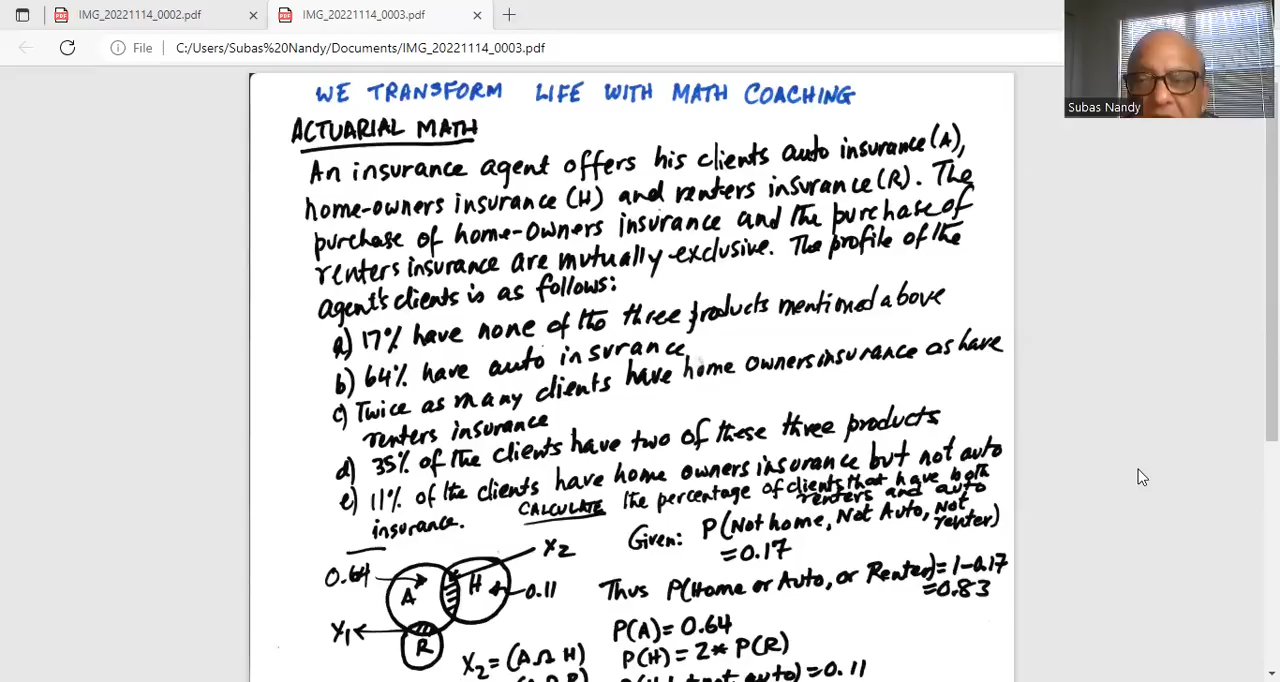 IMG_20221114_0002.pdf
IMG_20221114_0003.pdf
File
C:/Users/Subas%20Nandy/Documents/IMG_20221114_0003.pdf
Subas Nandy
WE TRANSFORM LIFE WITH MATH COACHING
ACTUARIAL MATH
An insurance agent offers his clients auto insurance (A),
home-owners insurance (H) and renters insurance (R). The
purchase of home-owners insurance and the purchase of
renters insurance are mutually exclusive. The profile of the
agent's clients is as follows:
a) 17% have none of the three products mentioned above
b) 64% have auto insurance
c) Twice as many clients have home owners insurance as have
renters insurance
d) 35% of the clients have two of these three products
e) 11% of the clients have home owners insurance but not auto
insurance.
CALCULATE the percentage of clients that have both
renters and auto
Given: P(Not home, Not Auto, Not
renter)
= 0.17
Thus P(Home or Auto, or Renter) = 1-0.17
= 0.83
P(A) = 0.64
P(H) = 2* P(R)
0.64
A
H
X2
0.11
X1
R
X2 = (A ∩ H)